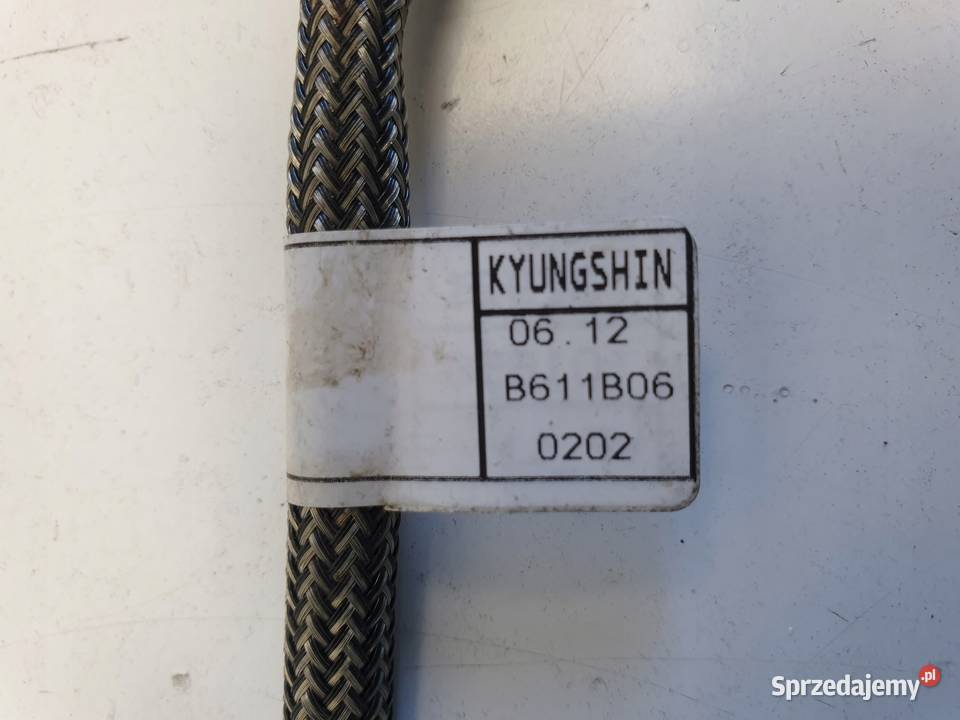 KYUNGSHIN
06.12
B611B06
0202
Sprzedajemy.pl